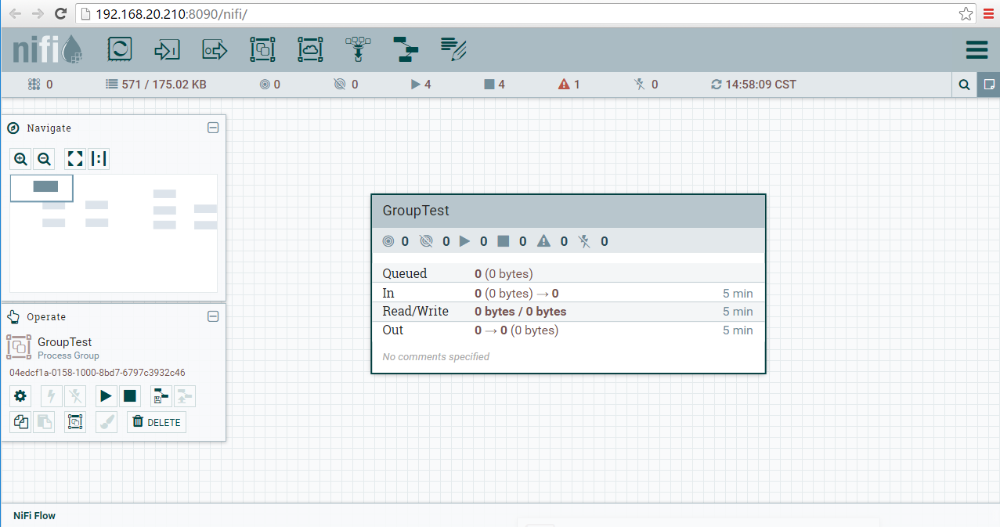 192.168.20.210:8090/nifi/
nifi
0 571 / 175.02 KB 0 0 4 4 1 0 14:58:09 CST
Navigate
GroupTest
0 0 0 0 0 0
Queued 0 (0 bytes)
In 0 (0 bytes) → 0 5 min
Read/Write 0 bytes / 0 bytes 5 min
Out 0 → 0 (0 bytes) 5 min
No comments specified
Operate
GroupTest
Process Group
04edcf1a-0158-1000-8bd7-6797c3932c46
DELETE
NiFi Flow